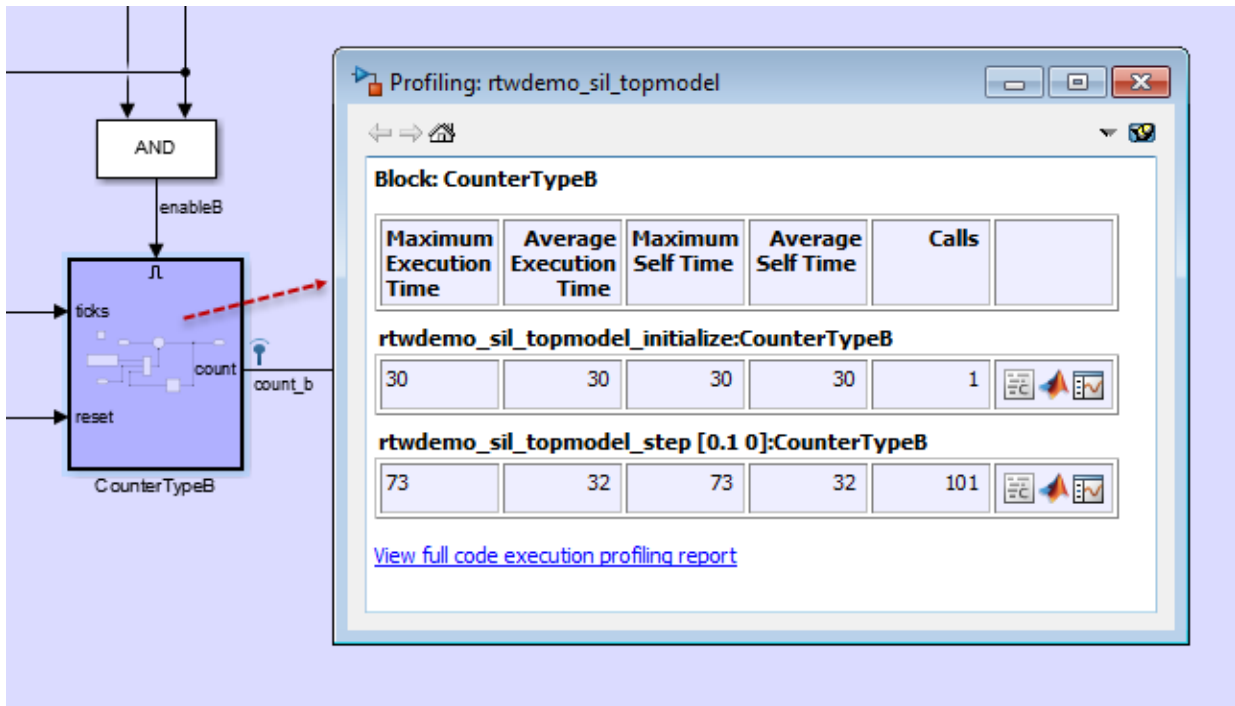 AND
enableB
ticks
count
reset
count_b
CounterTypeB
Profiling: rtwdemo_sil_topmodel
Block: CounterTypeB
Maximum Execution Time
Average Execution Time
Maximum Self Time
Average Self Time
Calls
rtwdemo_sil_topmodel_initialize:CounterTypeB
30 30 30 30 1
rtwdemo_sil_topmodel_step [0.1 0]:CounterTypeB
73 32 73 32 101
View full code execution profiling report